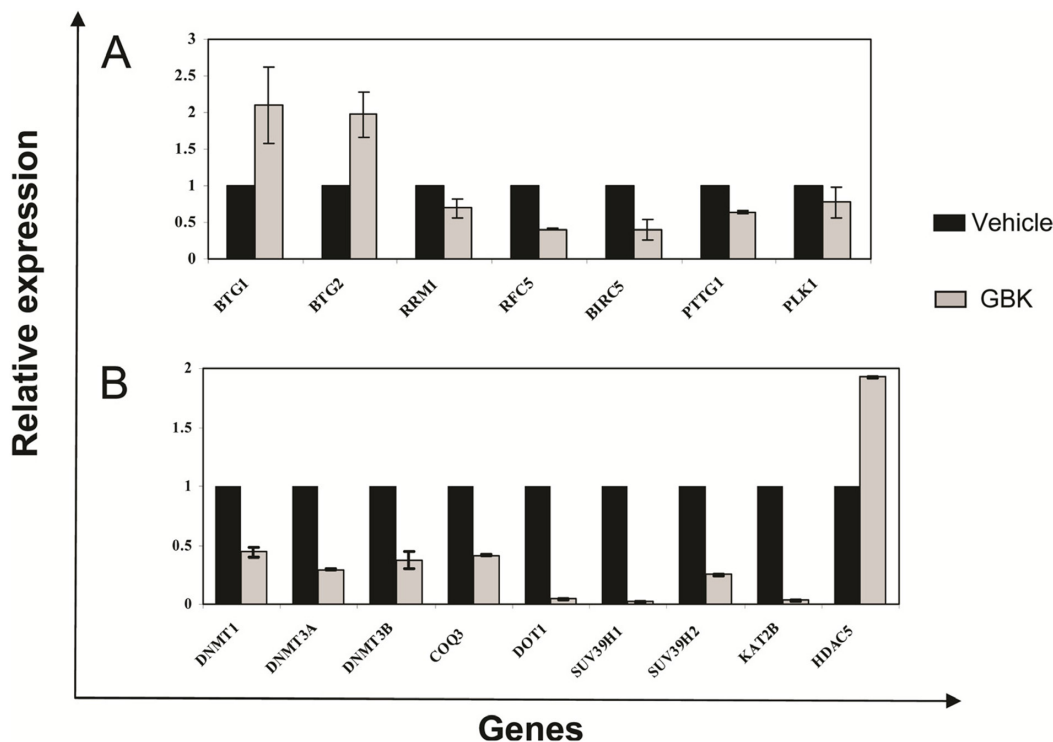 Relative expression
A
3
2.5
2
1.5
1
0.5
0
BTG1 BTG2 RRM1 RFC5 BIRC5 PTTG1 PLK1
Vehicle
GBK
B
2
1.5
1
0.5
0
DNMT1 DNMT3A DNMT3B COQ3 DOT1 SUV39H1 SUV39H2 KAT2B HDAC5
Genes